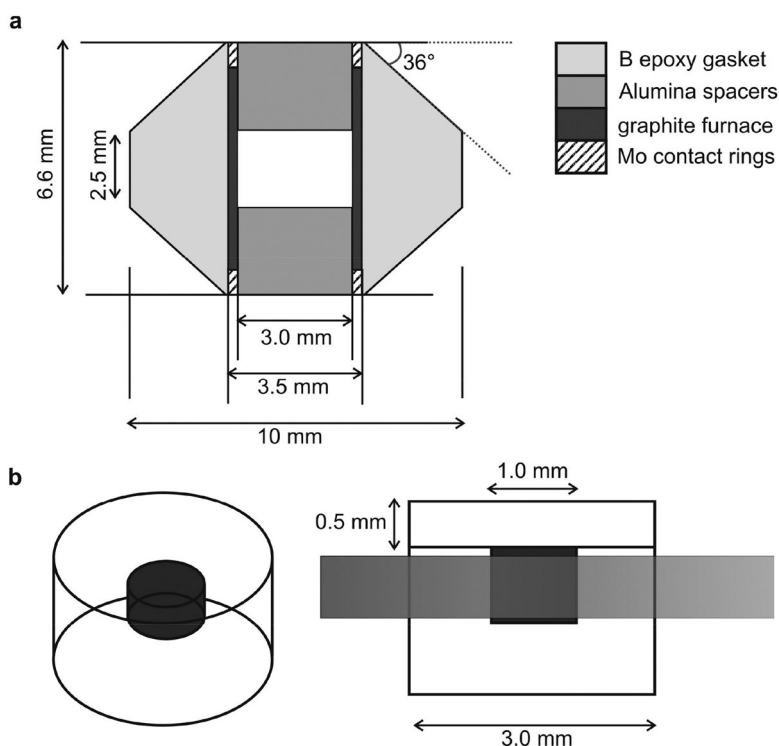 a
36°
6.6 mm
2.5 mm
3.0 mm
3.5 mm
10 mm
B epoxy gasket
Alumina spacers
graphite furnace
Mo contact rings
b
1.0 mm
0.5 mm
3.0 mm